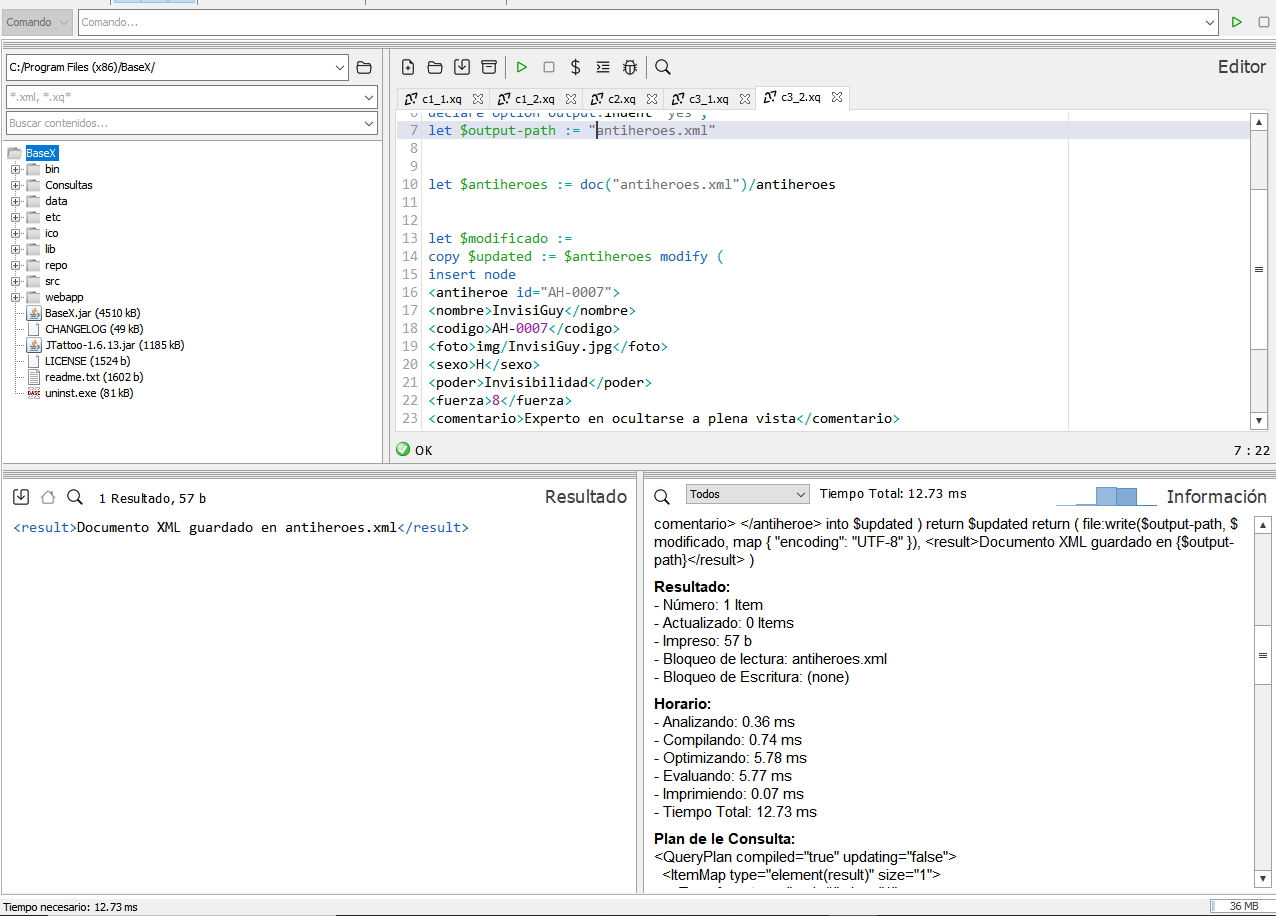 Comando
Comando...
C:/Program Files (x86)/BaseX/
*.xml, *.xq*
Buscar contenidos...
BaseX
bin
Consultas
data
etc
ico
lib
repo
src
webapp
BaseX.jar (4510 kB)
CHANGELOG (49 kB)
JTattoo-1.6.13.jar (1185 kB)
LICENSE (1524 b)
readme.txt (1602 b)
uninst.exe (81 kB)
Editor
c1_1.xq
c1_2.xq
c2.xq
c3_1.xq
c3_2.xq
6 declare option output:indent "yes";
7 let $output-path := "antiheroes.xml"
8
9
10 let $antiheroes := doc("antiheroes.xml")/antiheroes
11
12
13 let $modificado :=
14 copy $updated := $antiheroes modify (
15 insert node
16 <antiheroe id="AH-0007">
17 <nombre>InvisiGuy</nombre>
18 <codigo>AH-0007</codigo>
19 <foto>img/InvisiGuy.jpg</foto>
20 <sexo>H</sexo>
21 <poder>Invisibilidad</poder>
22 <fuerza>8</fuerza>
23 <comentario>Experto en ocultarse a plena vista</comentario>
OK
7 : 22
1 Resultado, 57 b
Resultado
<result>Documento XML guardado en antiheroes.xml</result>
Todos
Tiempo Total: 12.73 ms
Información
comentario> </antiheroe> into $updated ) return $updated return ( file:write($output-path, $
modificado, map { "encoding": "UTF-8" }), <result>Documento XML guardado en {$output-
path}</result> )
Resultado:
- Número: 1 Item
- Actualizado: 0 Items
- Impreso: 57 b
- Bloqueo de lectura: antiheroes.xml
- Bloqueo de Escritura: (none)
Horario:
- Analizando: 0.36 ms
- Compilando: 0.74 ms
- Optimizando: 5.78 ms
- Evaluando: 5.77 ms
- Imprimiendo: 0.07 ms
- Tiempo Total: 12.73 ms
Plan de le Consulta:
<QueryPlan compiled="true" updating="false">
<ItemMap type="element(result)" size="1">
Tiempo necesario: 12.73 ms
36 MB